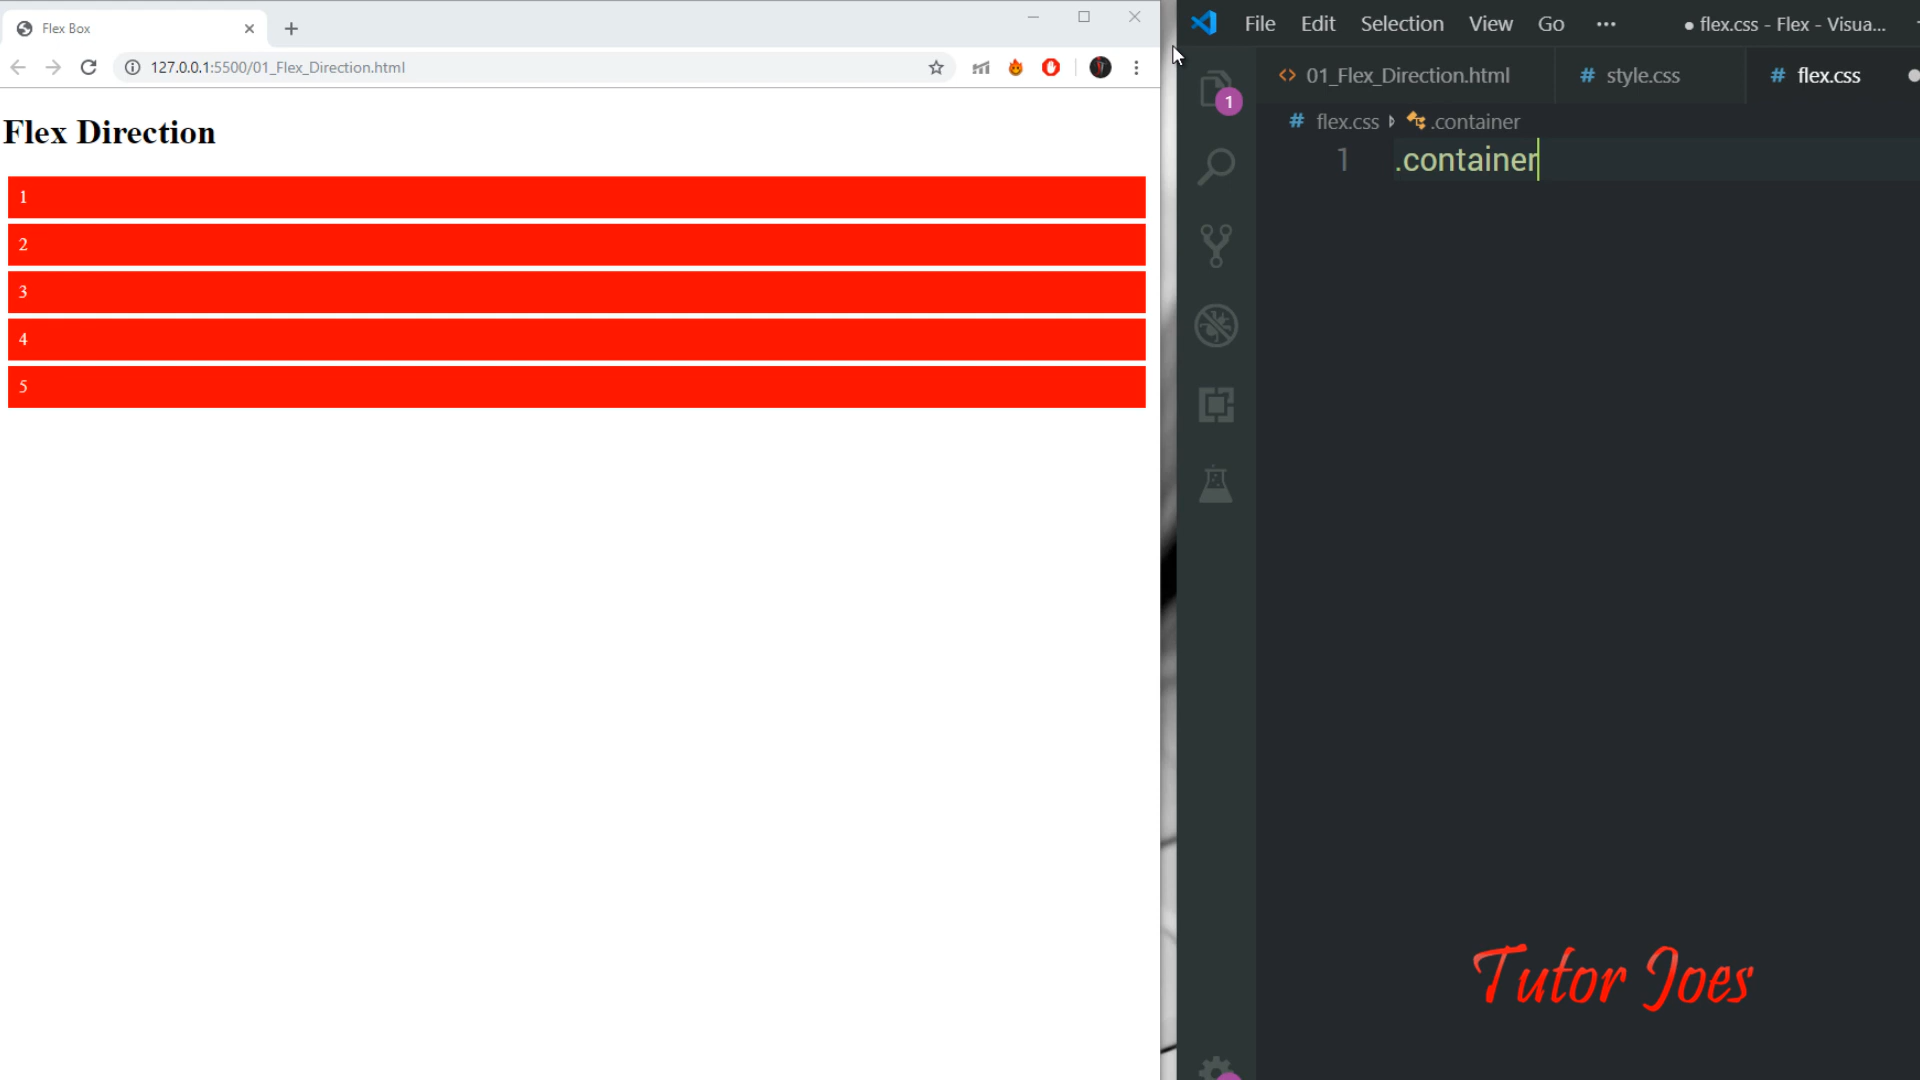 Flex Box
127.0.0.1:5500/01_Flex_Direction.html
Flex Direction
1
2
3
4
5
File Edit Selection View Go ··· ● flex.css - Flex - Visua...
1
<> 01_Flex_Direction.html # style.css # flex.css
# flex.css .container
1 .container
Tutor Joes